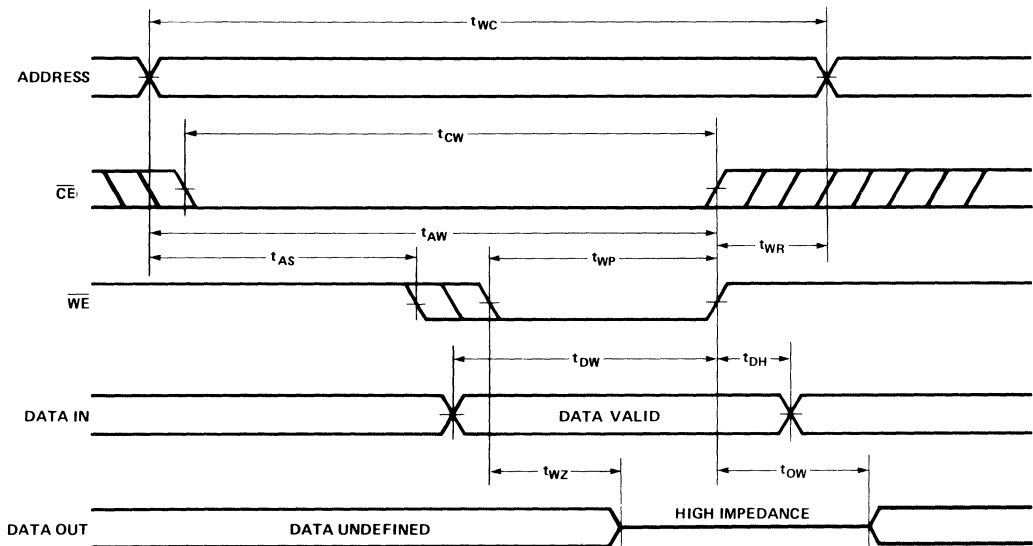 tWC
ADDRESS
tCW
CE
tAW
tAS
tWP
tWR
WE
tDW
tDH
DATA IN
DATA VALID
tWZ
tOW
DATA OUT
DATA UNDEFINED
HIGH IMPEDANCE